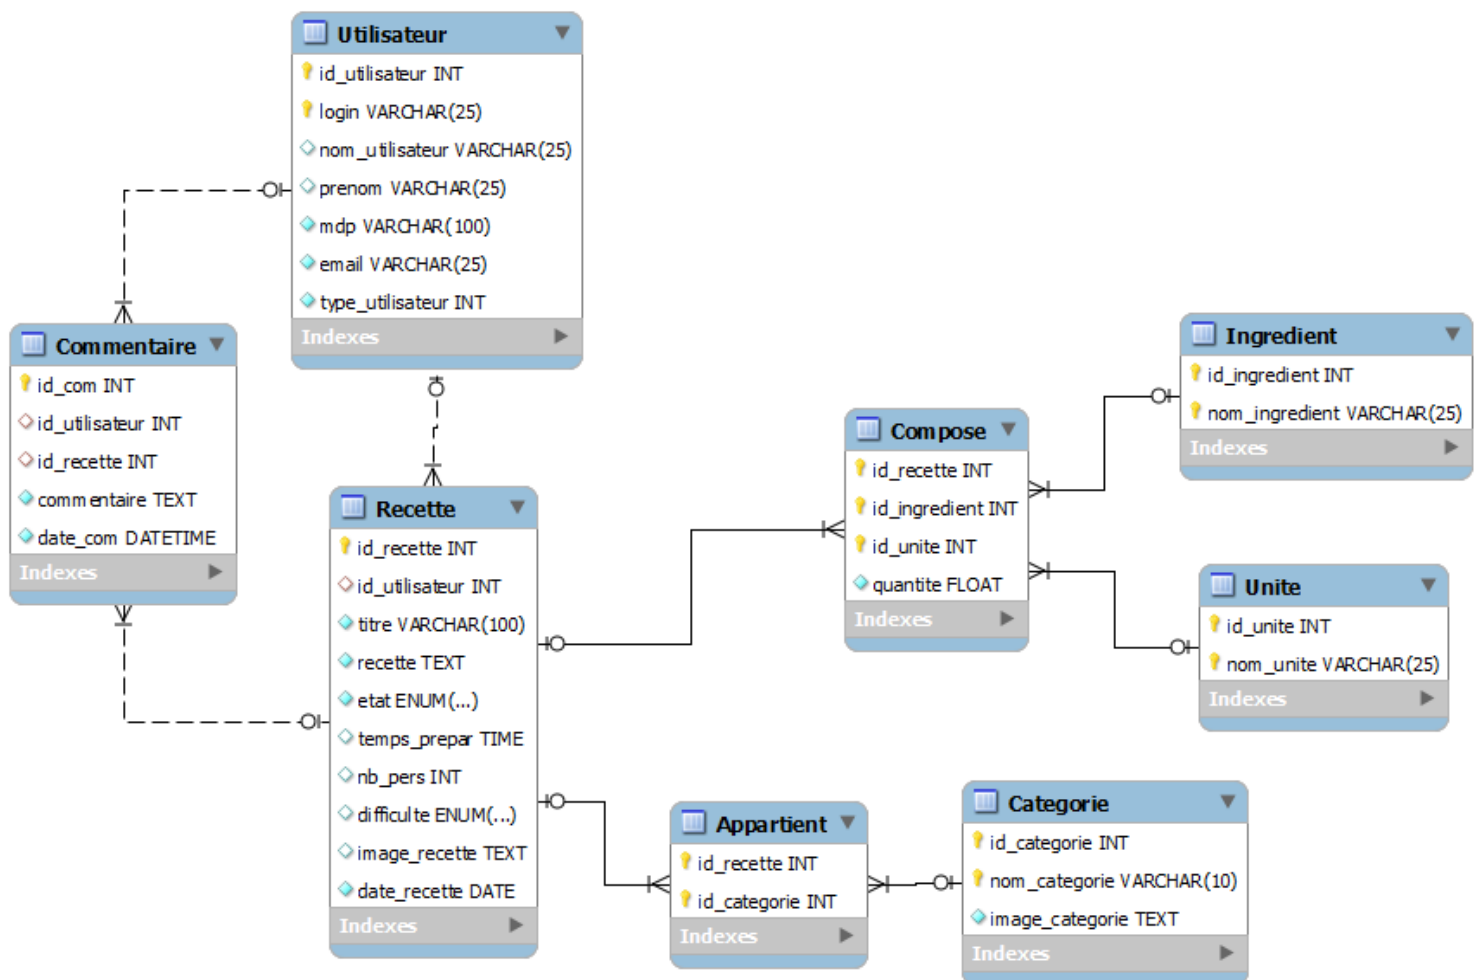 Utilisateur
id_utilisateur INT
login VARCHAR(25)
nom_utilisateur VARCHAR(25)
prenom VARCHAR(25)
mdp VARCHAR(100)
email VARCHAR(25)
type_utilisateur INT
Indexes
Commentaire
id_com INT
id_utilisateur INT
id_recette INT
commentaire TEXT
date_com DATETIME
Indexes
Recette
id_recette INT
id_utilisateur INT
titre VARCHAR(100)
recette TEXT
etat ENUM(...)
temps_prepar TIME
nb_pers INT
difficulte ENUM(...)
image_recette TEXT
date_recette DATE
Indexes
Compose
id_recette INT
id_ingredient INT
id_unite INT
quantite FLOAT
Indexes
Ingredient
id_ingredient INT
nom_ingredient VARCHAR(25)
Indexes
Unite
id_unite INT
nom_unite VARCHAR(25)
Indexes
Appartient
id_recette INT
id_categorie INT
Indexes
Categorie
id_categorie INT
nom_categorie VARCHAR(10)
image_categorie TEXT
Indexes